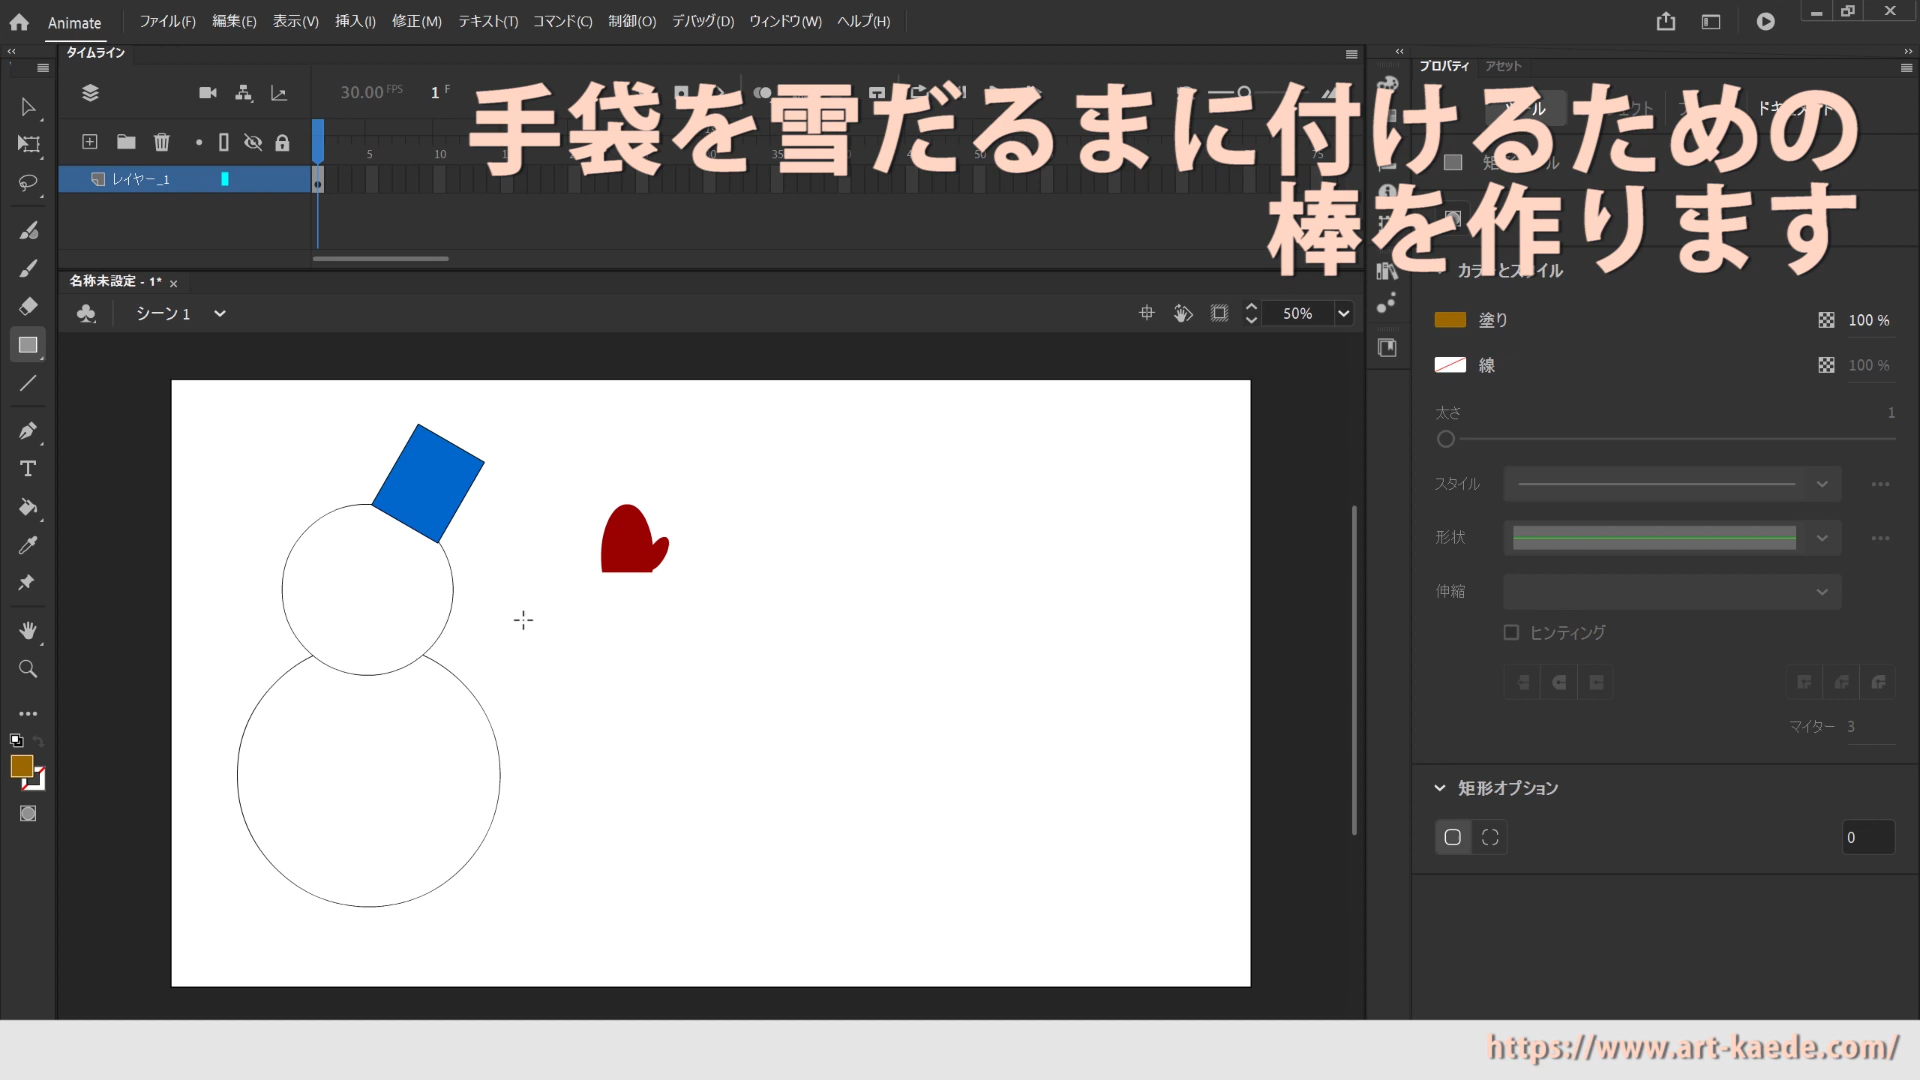 Animate
ファイル(F) 編集(E) 表示(V) 挿入(I) 修正(M) テキスト(T) コマンド(C) 制御(O) デバッグ(D) ウィンドウ(W) ヘルプ(H)
タイムライン
プロパティ アセット
30.00 FPS 1 F
手袋を雪だるまに付けるための
棒を作ります
5 10 35 50 75
レイヤー_1
名称未設定 - 1* ×
シーン 1
50%
カラーとスタイル
塗り 100 %
線 100 %
太さ 1
スタイル
形状
伸縮
ヒンティング
マイター 3
矩形オプション
0
https://www.art-kaede.com/